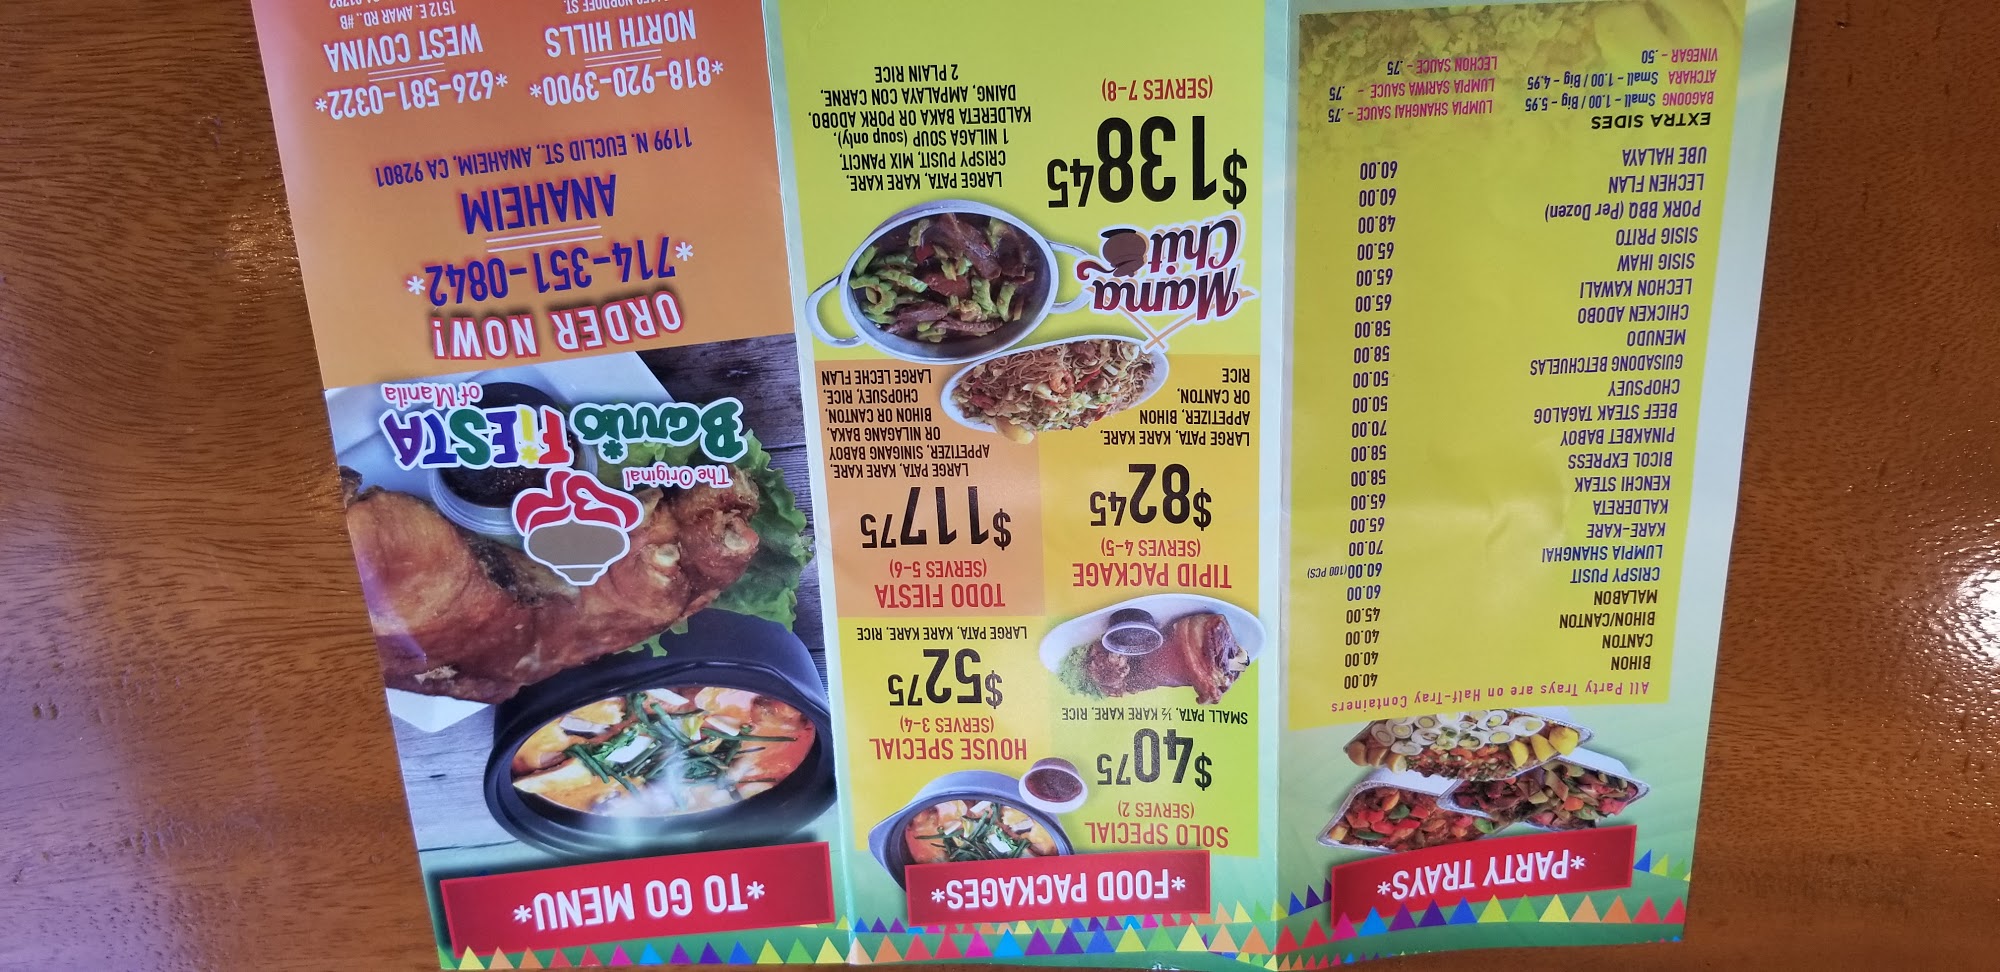 *PARTY TRAYS*
All Party Trays are on Half-Tray Containers
BIHON 40.00
CANTON 40.00
BIHON/CANTON 40.00
MALABON 45.00
CRISPY PUSIT 60.00
LUMPIA SHANGHAI 60.00 (100 PCS)
KARE-KARE 70.00
KALDERETA 65.00
KENCHI STEAK 65.00
BICOL EXPRESS 58.00
PINAKBET BABOY 58.00
BEEF STEAK TAGALOG 70.00
CHOPSUEY 50.00
GUISADONG BETCHUELAS 50.00
MENUDO 58.00
CHICKEN ADOBO 58.00
LECHON KAWALI 65.00
SISIG IHAW 65.00
SISIG PRITO 65.00
PORK BBQ (Per Dozen) 48.00
LECHEN FLAN 60.00
UBE HALAYA 60.00
EXTRA SIDES
BAGOONG Small - 1.00 / Big - 5.95
ATCHARA Small - 1.00 / Big - 4.95
VINEGAR - .50
LUMPIA SHANGHAI SAUCE - .75
LUMPIA SARIWA SAUCE - .75
LECHON SAUCE - .75
*FOOD PACKAGES*
SOLO SPECIAL
(SERVES 2)
$40.75
SMALL PATA, ½ KARE KARE, RICE
HOUSE SPECIAL
(SERVES 3-4)
$52.75
LARGE PATA, KARE KARE, RICE
TIPID PACKAGE
(SERVES 4-5)
$82.45
LARGE PATA, KARE KARE,
APPETIZER, BIHON
OR CANTON,
RICE
TODO FIESTA
(SERVES 5-6)
$117.75
LARGE PATA, KARE KARE,
APPETIZER, SINIGANG BABOY
OR NILAGANG BAKA,
BIHON OR CANTON,
CHOPSUEY, RICE,
LARGE LECHE FLAN
Mama
Chit
$138.45
(SERVES 7-8)
LARGE PATA, KARE KARE,
CRISPY PUSIT, MIX PANCIT,
1 NILAGA SOUP (soup only),
KALDERETA BAKA OR PORK ADOBO,
DAING, AMPALAYA CON CARNE,
2 PLAIN RICE
*TO GO MENU*
The Original
Barrio FIESTA
of Manila
ORDER NOW!
*714-351-0842*
ANAHEIM
1199 N. EUCLID ST., ANAHEIM, CA 92801
*818-920-3900*
NORTH HILLS
*626-581-0322*
WEST COVINA
1512 E. AMAR RD., #B